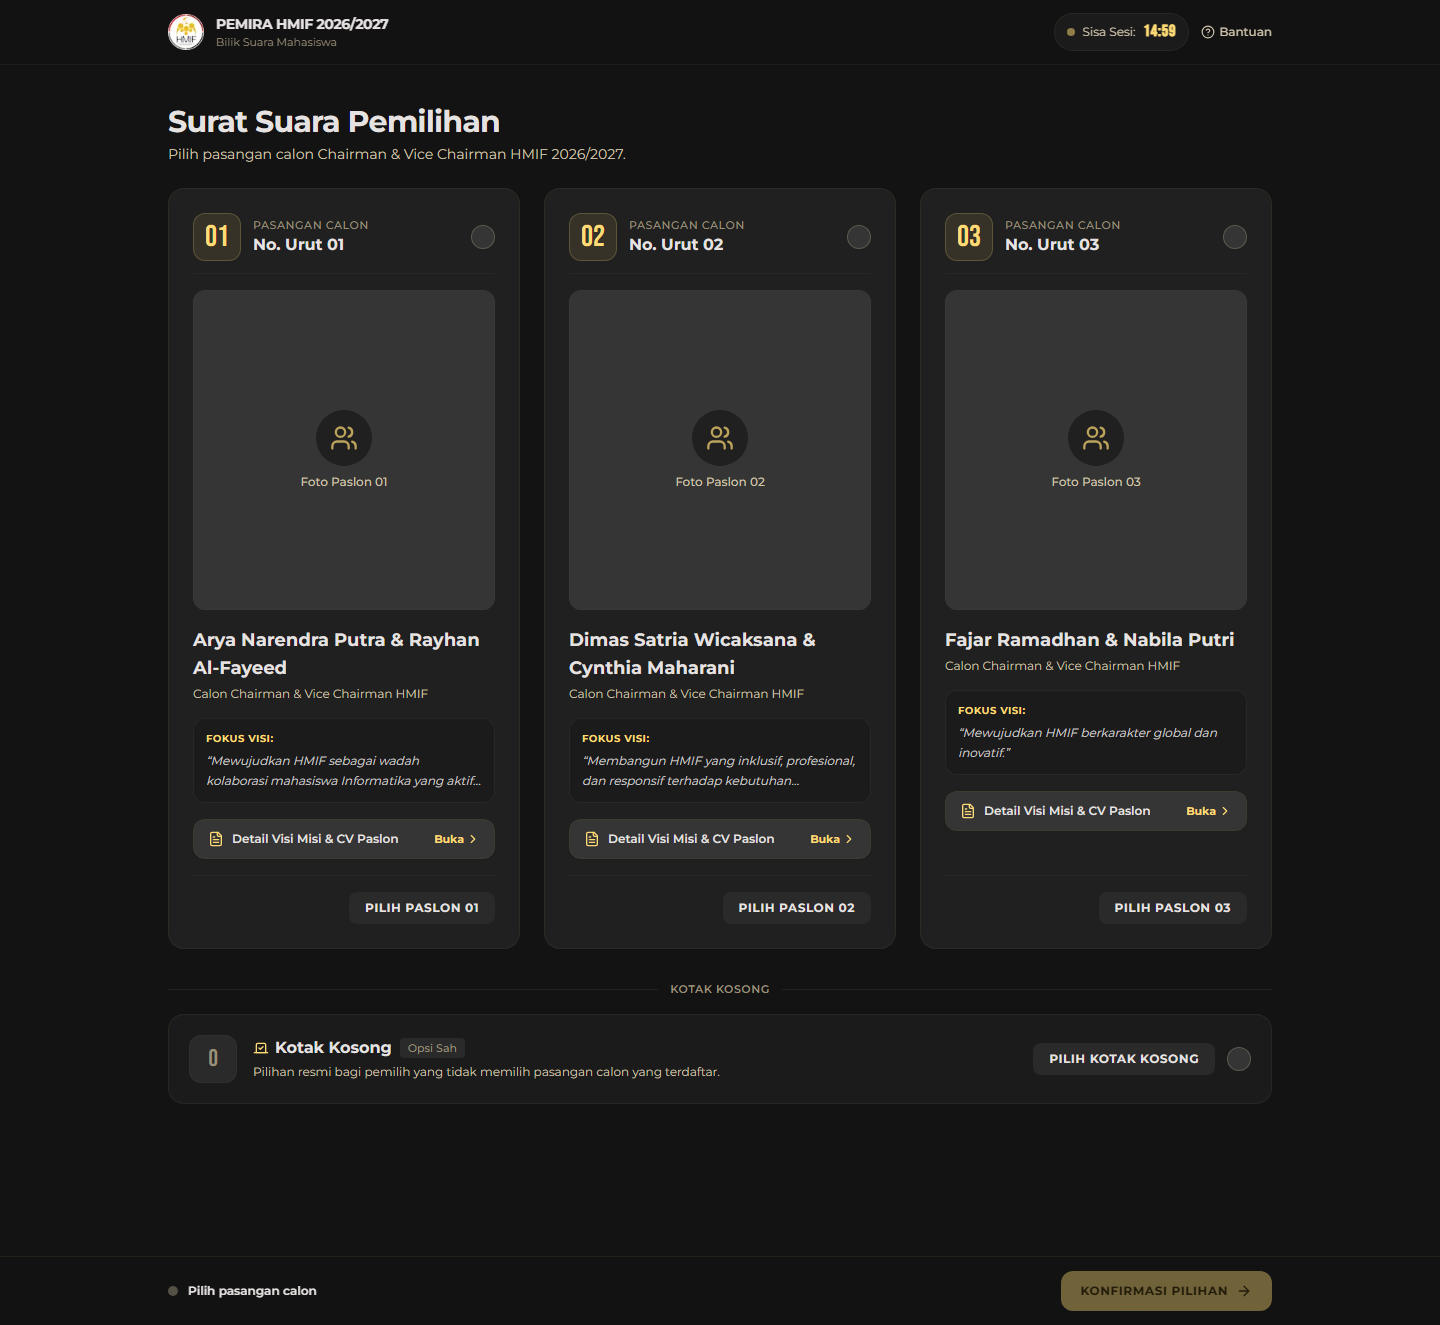 HMIF
PEMIRA HMIF 2026/2027
Bilik Suara Mahasiswa
Sisa Sesi: 14:59
Bantuan
Surat Suara Pemilihan
Pilih pasangan calon Chairman & Vice Chairman HMIF 2026/2027.
01
PASANGAN CALON
No. Urut 01
Foto Paslon 01
Arya Narendra Putra & Rayhan
Al-Fayeed
Calon Chairman & Vice Chairman HMIF
FOKUS VISI:
“Mewujudkan HMIF sebagai wadah
kolaborasi mahasiswa Informatika yang aktif...
Detail Visi Misi & CV Paslon
Buka
PILIH PASLON 01
02
PASANGAN CALON
No. Urut 02
Foto Paslon 02
Dimas Satria Wicaksana &
Cynthia Maharani
Calon Chairman & Vice Chairman HMIF
FOKUS VISI:
“Membangun HMIF yang inklusif, profesional,
dan responsif terhadap kebutuhan...
Detail Visi Misi & CV Paslon
Buka
PILIH PASLON 02
03
PASANGAN CALON
No. Urut 03
Foto Paslon 03
Fajar Ramadhan & Nabila Putri
Calon Chairman & Vice Chairman HMIF
FOKUS VISI:
“Mewujudkan HMIF berkarakter global dan
inovatif.”
Detail Visi Misi & CV Paslon
Buka
PILIH PASLON 03
KOTAK KOSONG
0
Kotak Kosong
Opsi Sah
Pilihan resmi bagi pemilih yang tidak memilih pasangan calon yang terdaftar.
PILIH KOTAK KOSONG
Pilih pasangan calon
KONFIRMASI PILIHAN